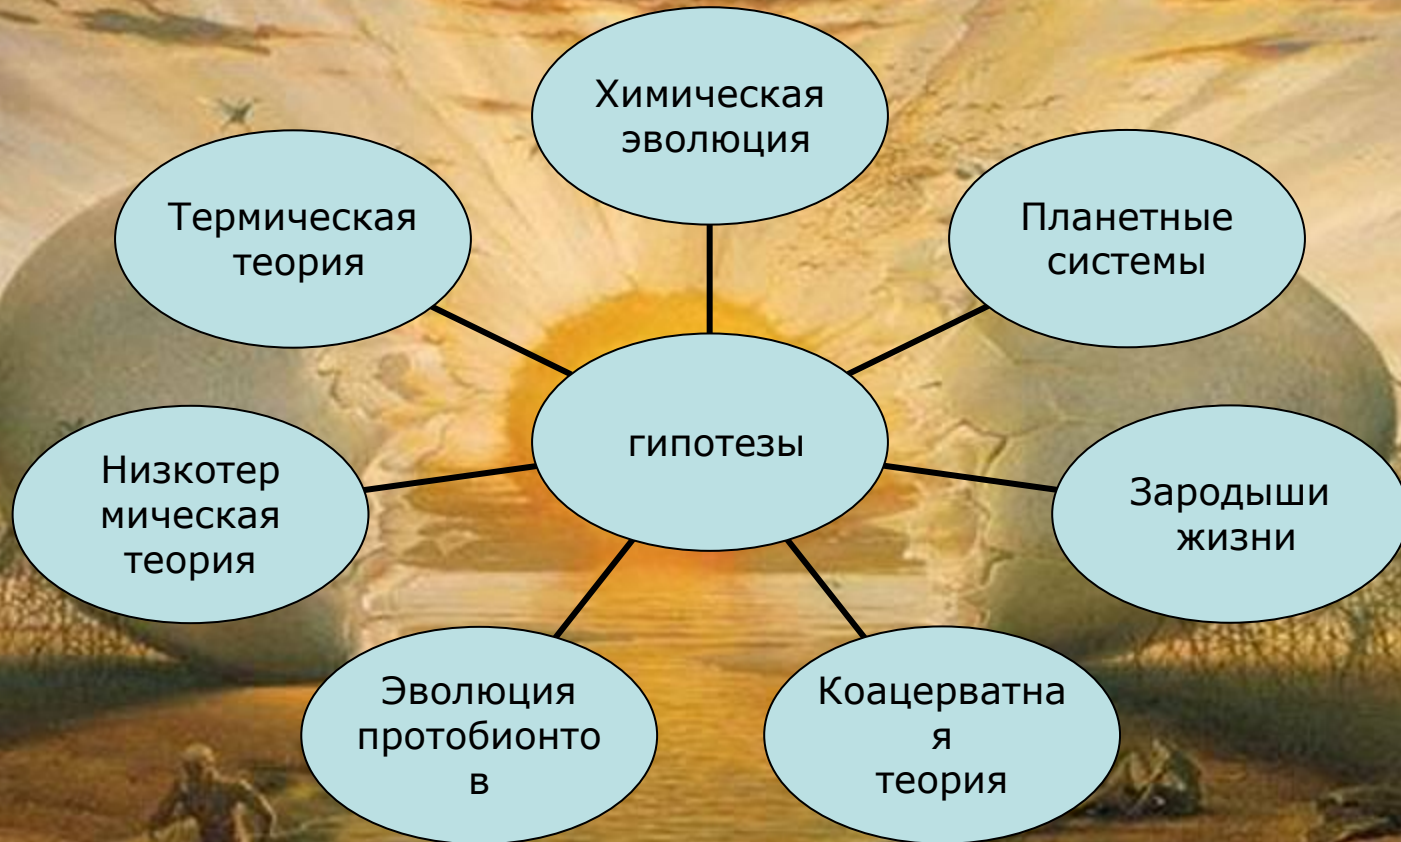 Химическая
эволюция
Термическая
теория
Планетные
системы
гипотезы
Низкотер
мическая
теория
Зародыши
жизни
Эволюция
протобионто
в
Коацерватна
я
теория